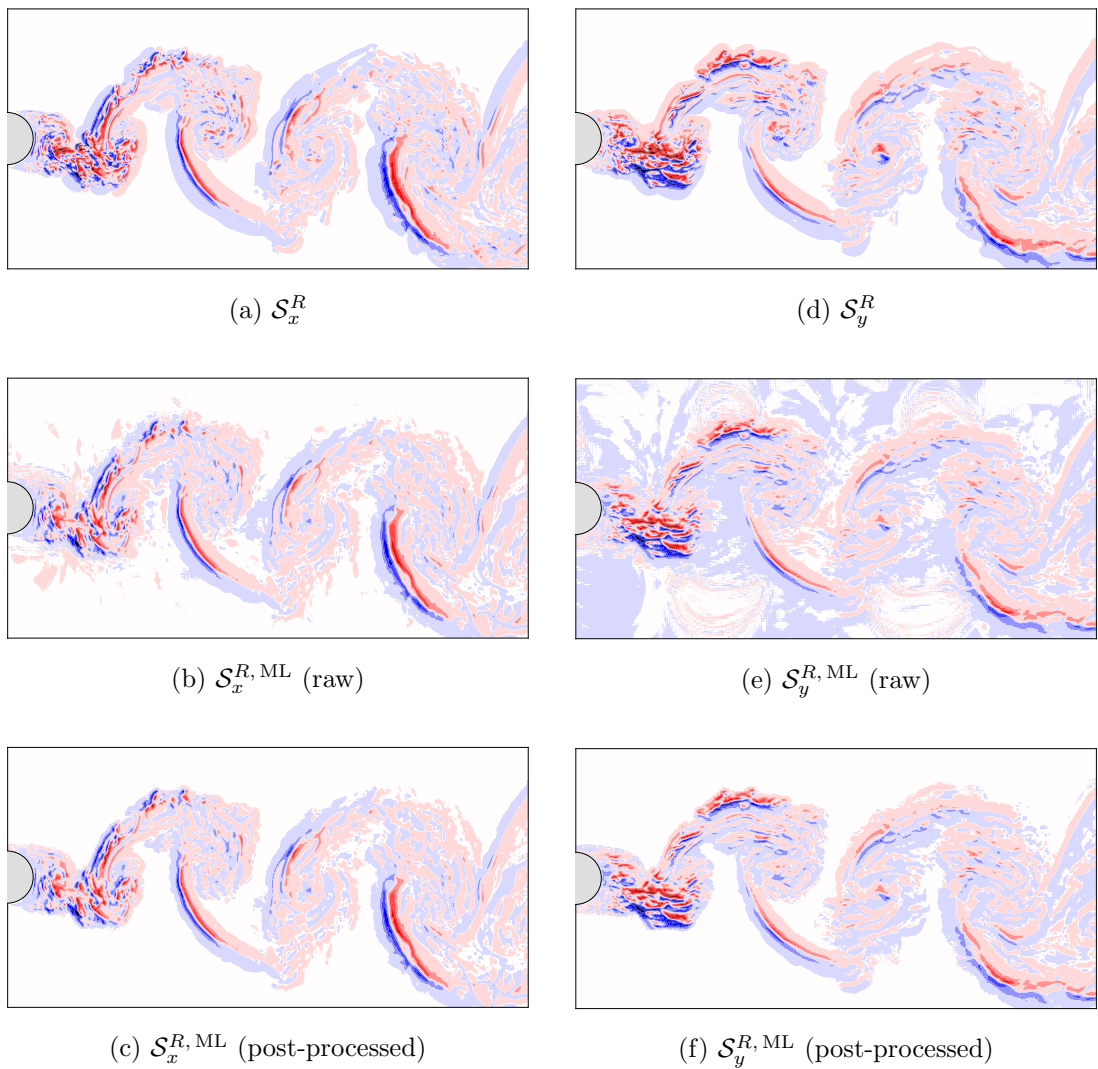 (a) $\mathcal{S}_x^R$
(d) $\mathcal{S}_y^R$
(b) $\mathcal{S}_x^{R,\,\mathrm{ML}}$ (raw)
(e) $\mathcal{S}_y^{R,\,\mathrm{ML}}$ (raw)
(c) $\mathcal{S}_x^{R,\,\mathrm{ML}}$ (post-processed)
(f) $\mathcal{S}_y^{R,\,\mathrm{ML}}$ (post-processed)